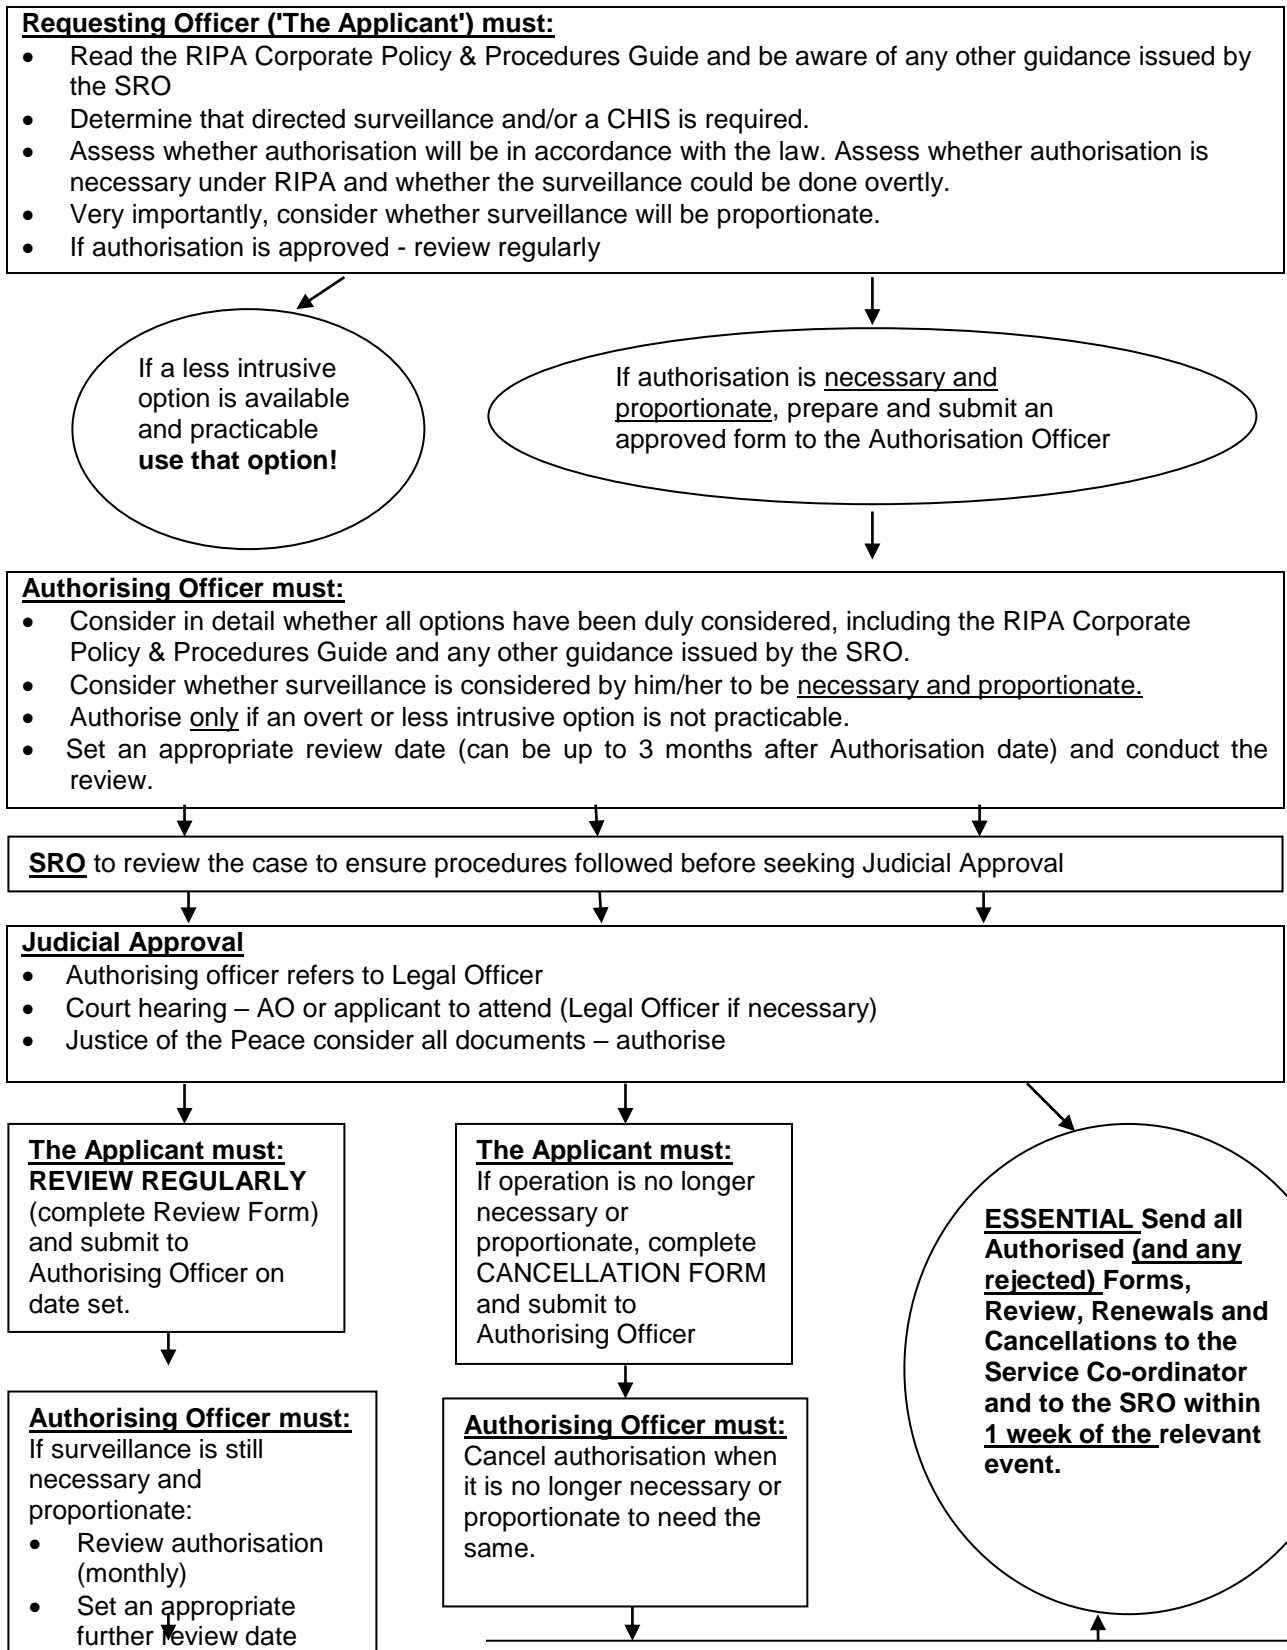 Requesting Officer ('The Applicant') must:
• Read the RIPA Corporate Policy & Procedures Guide and be aware of any other guidance issued by
the SRO
• Determine that directed surveillance and/or a CHIS is required.
• Assess whether authorisation will be in accordance with the law. Assess whether authorisation is
necessary under RIPA and whether the surveillance could be done overtly.
• Very importantly, consider whether surveillance will be proportionate.
• If authorisation is approved - review regularly
If a less intrusive
option is available
and practicable
use that option!
If authorisation is necessary and
proportionate, prepare and submit an
approved form to the Authorisation Officer
Authorising Officer must:
• Consider in detail whether all options have been duly considered, including the RIPA Corporate
Policy & Procedures Guide and any other guidance issued by the SRO.
• Consider whether surveillance is considered by him/her to be necessary and proportionate.
• Authorise only if an overt or less intrusive option is not practicable.
• Set an appropriate review date (can be up to 3 months after Authorisation date) and conduct the
review.
SRO to review the case to ensure procedures followed before seeking Judicial Approval
Judicial Approval
• Authorising officer refers to Legal Officer
• Court hearing – AO or applicant to attend (Legal Officer if necessary)
• Justice of the Peace consider all documents – authorise
The Applicant must:
REVIEW REGULARLY
(complete Review Form)
and submit to
Authorising Officer on
date set.
The Applicant must:
If operation is no longer
necessary or
proportionate, complete
CANCELLATION FORM
and submit to
Authorising Officer
ESSENTIAL Send all
Authorised (and any
rejected) Forms,
Review, Renewals and
Cancellations to the
Service Co-ordinator
and to the SRO within
1 week of the relevant
event.
Authorising Officer must:
If surveillance is still
necessary and
proportionate:
• Review authorisation
(monthly)
• Set an appropriate
further review date
Authorising Officer must:
Cancel authorisation when
it is no longer necessary or
proportionate to need the
same.